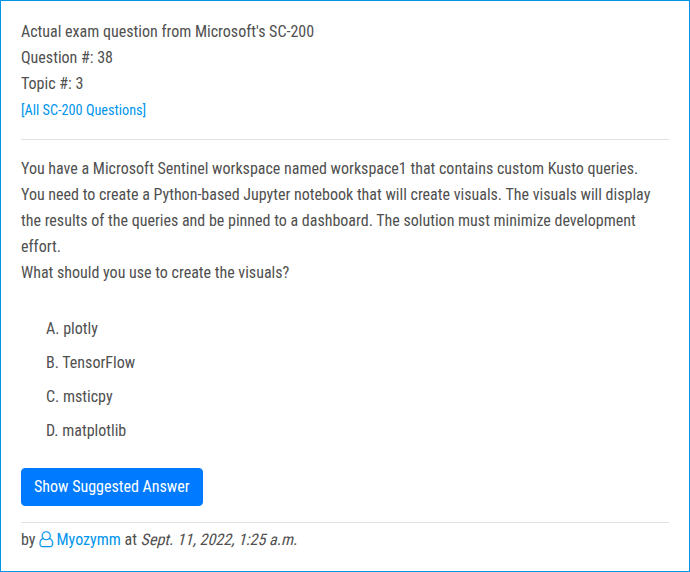 Actual exam question from Microsoft's SC-200
Question #: 38
Topic #: 3
[All SC-200 Questions]
You have a Microsoft Sentinel workspace named workspace1 that contains custom Kusto queries.
You need to create a Python-based Jupyter notebook that will create visuals. The visuals will display
the results of the queries and be pinned to a dashboard. The solution must minimize development
effort.
What should you use to create the visuals?
A. plotly
B. TensorFlow
C. msticpy
D. matplotlib
Show Suggested Answer
by Myozymm at Sept. 11, 2022, 1:25 a.m.